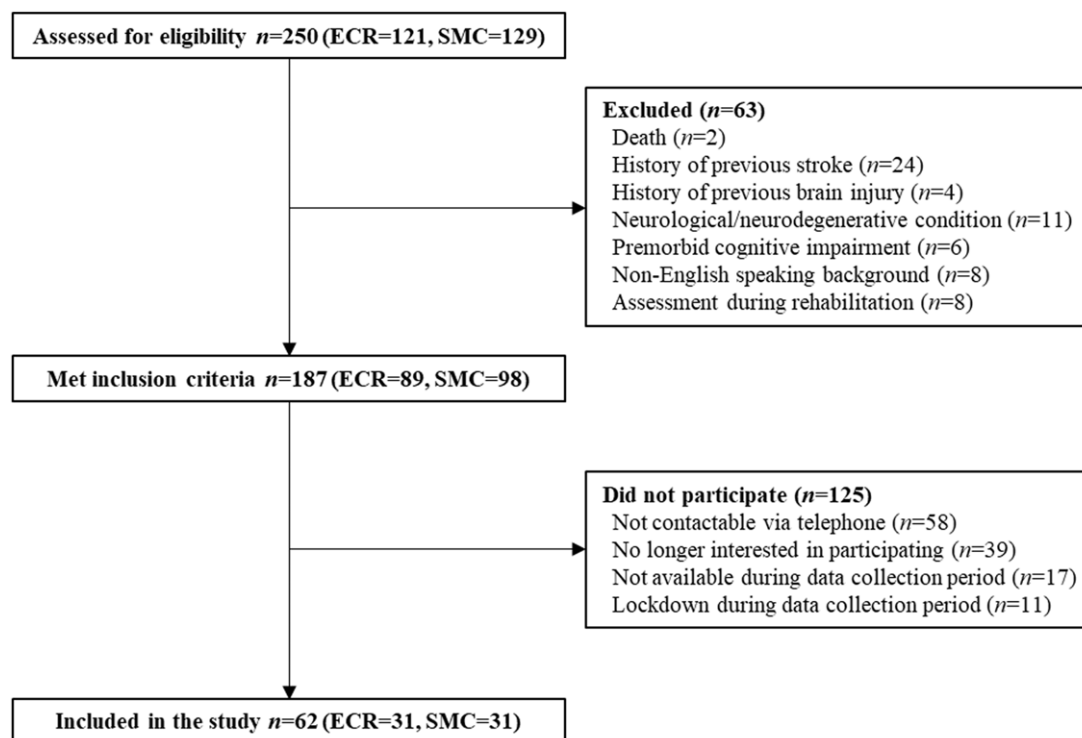 Assessed for eligibility n=250 (ECR=121, SMC=129)
Excluded (n=63)
Death (n=2)
History of previous stroke (n=24)
History of previous brain injury (n=4)
Neurological/neurodegenerative condition (n=11)
Premorbid cognitive impairment (n=6)
Non-English speaking background (n=8)
Assessment during rehabilitation (n=8)
Met inclusion criteria n=187 (ECR=89, SMC=98)
Did not participate (n=125)
Not contactable via telephone (n=58)
No longer interested in participating (n=39)
Not available during data collection period (n=17)
Lockdown during data collection period (n=11)
Included in the study n=62 (ECR=31, SMC=31)